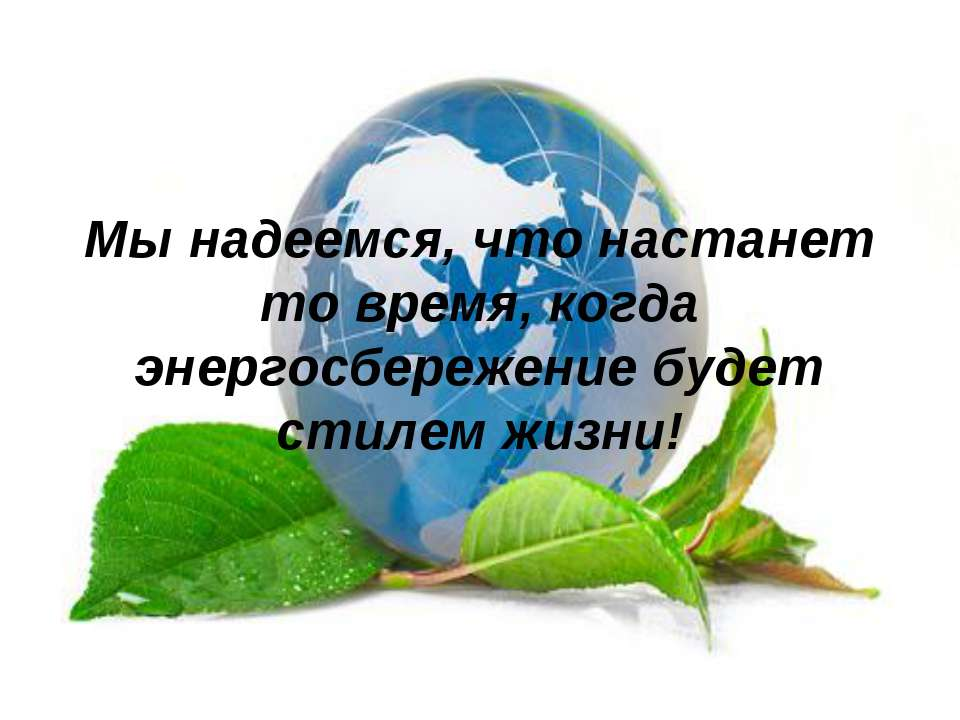 Мы надеемся, что настанет
то время, когда
энергосбережение будет
стилем жизни!